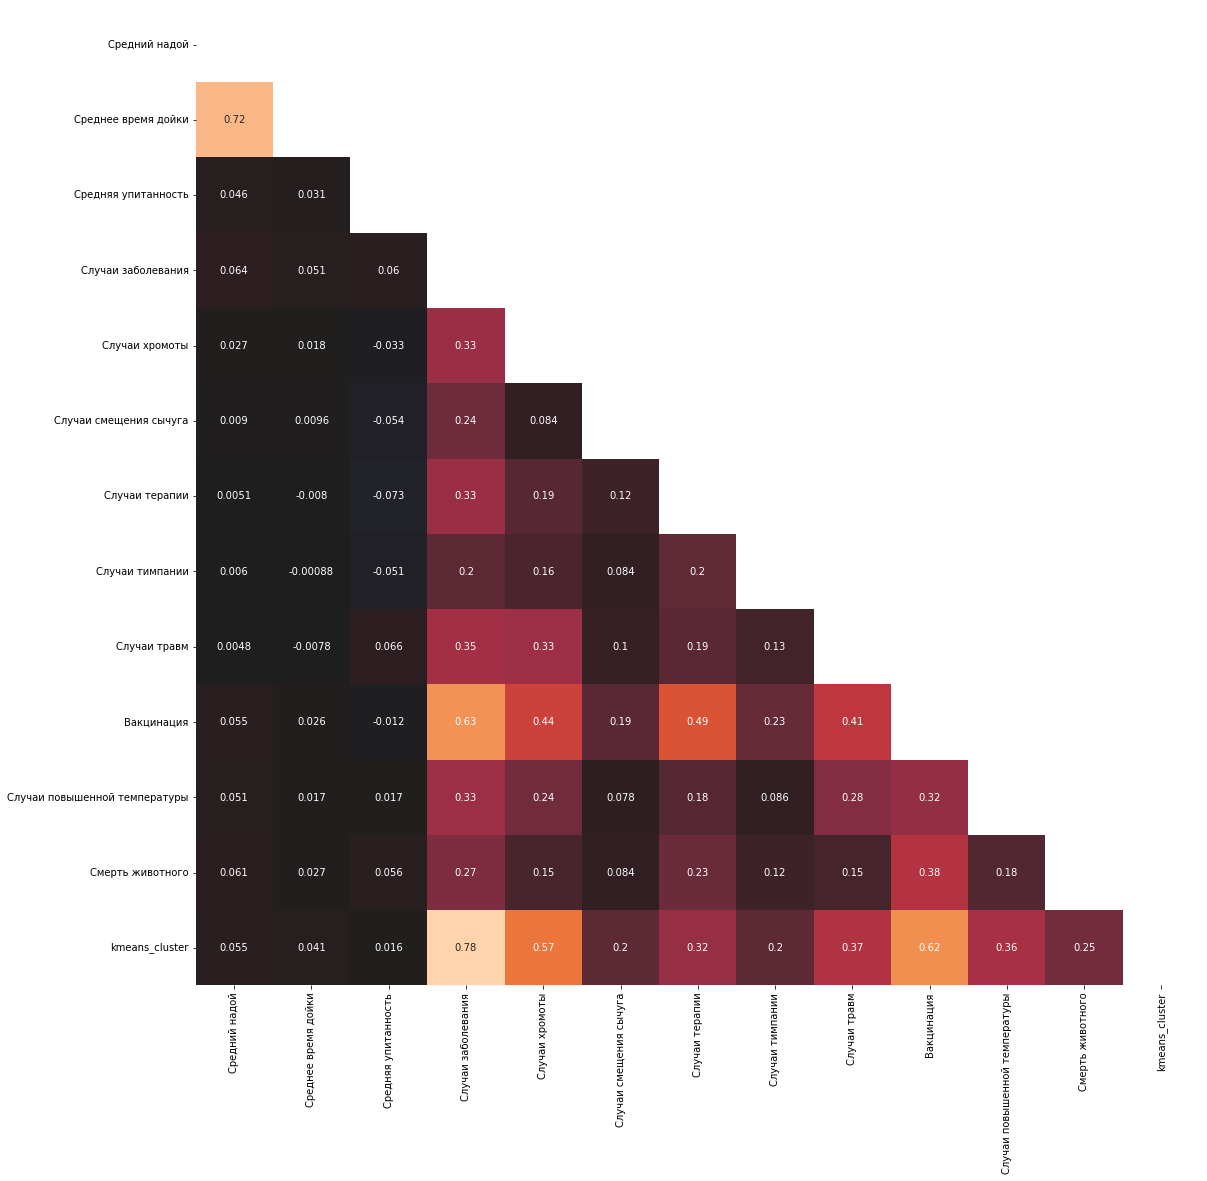 Средний надой
Среднее время дойки 0.72
Средняя упитанность 0.046 0.031
Случаи заболевания 0.064 0.051 0.06
Случаи хромоты 0.027 0.018 -0.033 0.33
Случаи смещения сычуга 0.009 0.0096 -0.054 0.24 0.084
Случаи терапии 0.0051 -0.008 -0.073 0.33 0.19 0.12
Случаи тимпании 0.006 -0.00088 -0.051 0.2 0.16 0.084 0.2
Случаи травм 0.0048 -0.0078 0.066 0.35 0.33 0.1 0.19 0.13
Вакцинация 0.055 0.026 -0.012 0.63 0.44 0.19 0.49 0.23 0.41
Случаи повышенной температуры 0.051 0.017 0.017 0.33 0.24 0.078 0.18 0.086 0.28 0.32
Смерть животного 0.061 0.027 0.056 0.27 0.15 0.084 0.23 0.12 0.15 0.38 0.18
kmeans_cluster 0.055 0.041 0.016 0.78 0.57 0.2 0.32 0.2 0.37 0.62 0.36 0.25
Средний надой
Среднее время дойки
Средняя упитанность
Случаи заболевания
Случаи хромоты
Случаи смещения сычуга
Случаи терапии
Случаи тимпании
Случаи травм
Вакцинация
Случаи повышенной температуры
Смерть животного
kmeans_cluster